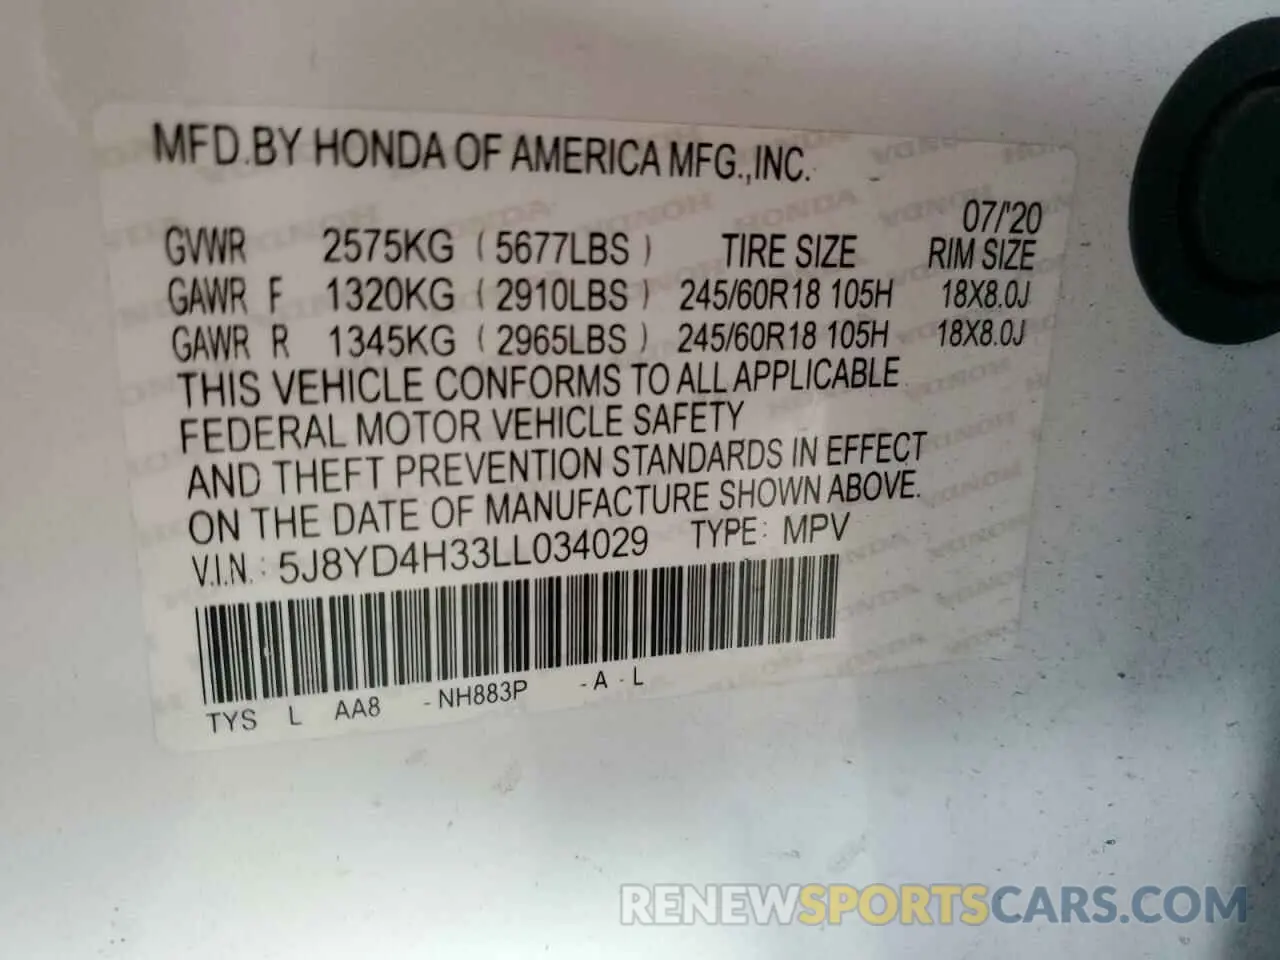 MFD.BY HONDA OF AMERICA MFG.,INC.
07/'20
GVWR 2575KG ( 5677LBS ) TIRE SIZE RIM SIZE
GAWR F 1320KG ( 2910LBS ) 245/60R18 105H 18X8.0J
GAWR R 1345KG ( 2965LBS ) 245/60R18 105H 18X8.0J
THIS VEHICLE CONFORMS TO ALL APPLICABLE
FEDERAL MOTOR VEHICLE SAFETY
AND THEFT PREVENTION STANDARDS IN EFFECT
ON THE DATE OF MANUFACTURE SHOWN ABOVE.
V.I.N.: 5J8YD4H33LL034029 TYPE: MPV
TYS L AA8 -NH883P -A-L
RENEWSPORTSCARS.COM